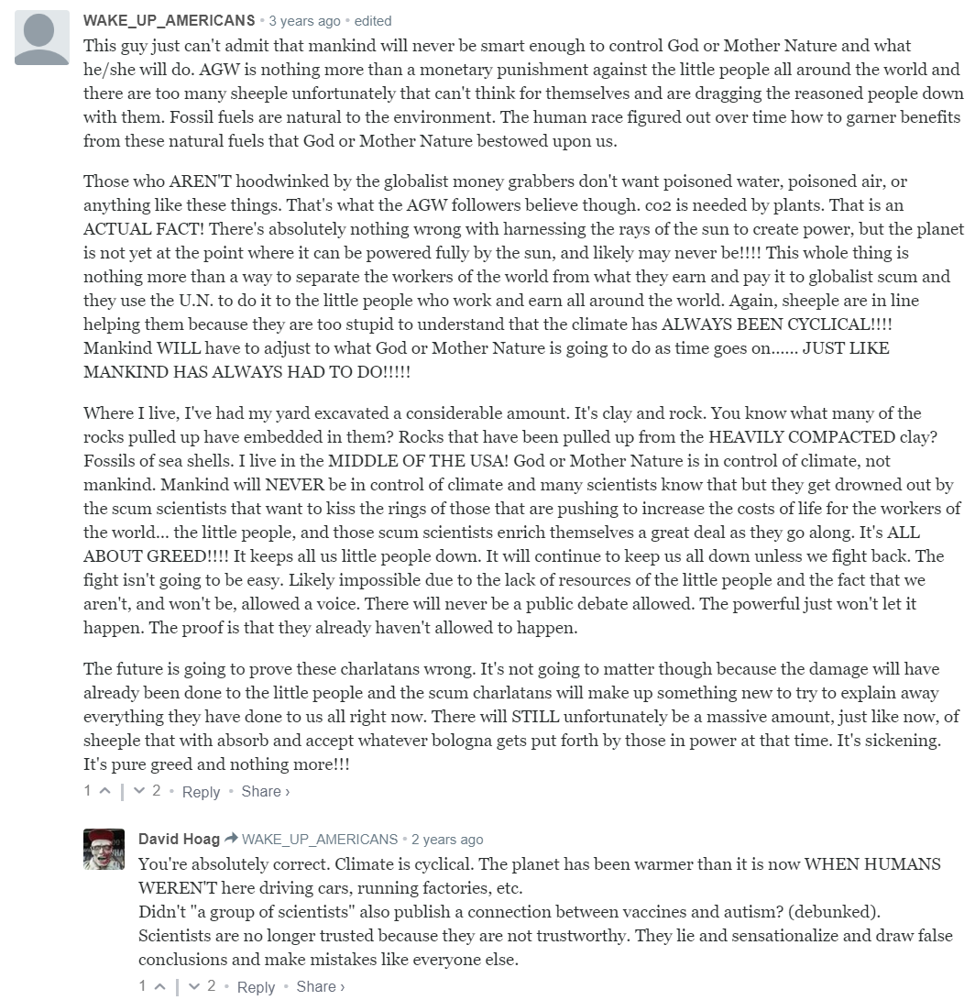 WAKE_UP_AMERICANS • 3 years ago • edited
This guy just can't admit that mankind will never be smart enough to control God or Mother Nature and what
he/she will do. AGW is nothing more than a monetary punishment against the little people all around the world and
there are too many sheeple unfortunately that can't think for themselves and are dragging the reasoned people down
with them. Fossil fuels are natural to the environment. The human race figured out over time how to garner benefits
from these natural fuels that God or Mother Nature bestowed upon us.
Those who AREN'T hoodwinked by the globalist money grabbers don't want poisoned water, poisoned air, or
anything like these things. That's what the AGW followers believe though. co2 is needed by plants. That is an
ACTUAL FACT! There's absolutely nothing wrong with harnessing the rays of the sun to create power, but the planet
is not yet at the point where it can be powered fully by the sun, and likely may never be!!!! This whole thing is
nothing more than a way to separate the workers of the world from what they earn and pay it to globalist scum and
they use the U.N. to do it to the little people who work and earn all around the world. Again, sheeple are in line
helping them because they are too stupid to understand that the climate has ALWAYS BEEN CYCLICAL!!!!
Mankind WILL have to adjust to what God or Mother Nature is going to do as time goes on...... JUST LIKE
MANKIND HAS ALWAYS HAD TO DO!!!!!
Where I live, I've had my yard excavated a considerable amount. It's clay and rock. You know what many of the
rocks pulled up have embedded in them? Rocks that have been pulled up from the HEAVILY COMPACTED clay?
Fossils of sea shells. I live in the MIDDLE OF THE USA! God or Mother Nature is in control of climate, not
mankind. Mankind will NEVER be in control of climate and many scientists know that but they get drowned out by
the scum scientists that want to kiss the rings of those that are pushing to increase the costs of life for the workers of
the world... the little people, and those scum scientists enrich themselves a great deal as they go along. It's ALL
ABOUT GREED!!!! It keeps all us little people down. It will continue to keep us all down unless we fight back. The
fight isn't going to be easy. Likely impossible due to the lack of resources of the little people and the fact that we
aren't, and won't be, allowed a voice. There will never be a public debate allowed. The powerful just won't let it
happen. The proof is that they already haven't allowed to happen.
The future is going to prove these charlatans wrong. It's not going to matter though because the damage will have
already been done to the little people and the scum charlatans will make up something new to try to explain away
everything they have done to us all right now. There will STILL unfortunately be a massive amount, just like now, of
sheeple that with absorb and accept whatever bologna gets put forth by those in power at that time. It's sickening.
It's pure greed and nothing more!!!
1 | 2 • Reply • Share ›
David Hoag WAKE_UP_AMERICANS • 2 years ago
You're absolutely correct. Climate is cyclical. The planet has been warmer than it is now WHEN HUMANS
WEREN'T here driving cars, running factories, etc.
Didn't "a group of scientists" also publish a connection between vaccines and autism? (debunked).
Scientists are no longer trusted because they are not trustworthy. They lie and sensationalize and draw false
conclusions and make mistakes like everyone else.
1 | 2 • Reply • Share ›